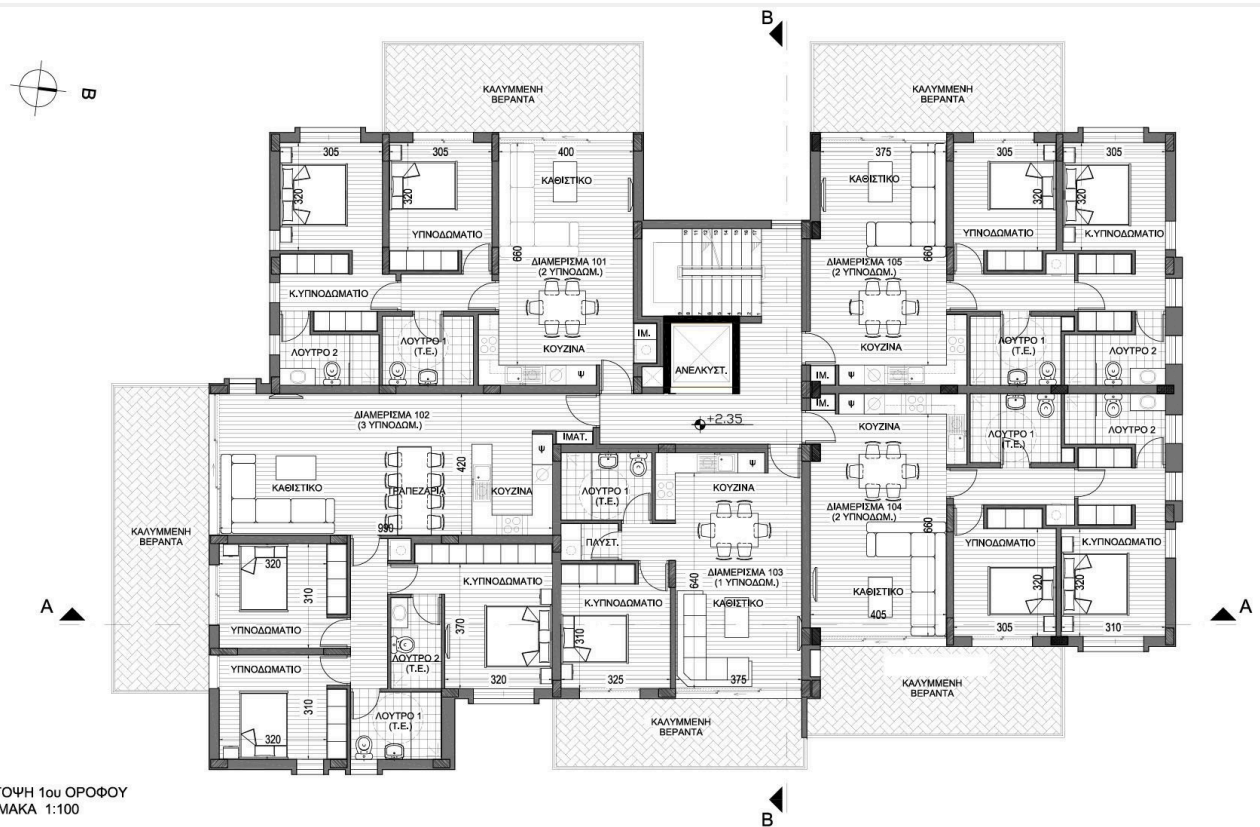 B
B
ΚΑΛΥΜΜΕΝΗ
ΒΕΡΑΝΤΑ
ΚΑΛΥΜΜΕΝΗ
ΒΕΡΑΝΤΑ
305
305
400
375
305
305
320
320
320
320
ΚΑΘΙΣΤΙΚΟ
ΚΑΘΙΣΤΙΚΟ
ΥΠΝΟΔΩΜΑΤΙΟ
ΥΠΝΟΔΩΜΑΤΙΟ
Κ.ΥΠΝΟΔΩΜΑΤΙΟ
660
660
ΔΙΑΜΕΡΙΣΜΑ 101
(2 ΥΠΝΟΔΩΜ.)
ΔΙΑΜΕΡΙΣΜΑ 105
(2 ΥΠΝΟΔΩΜ.)
Κ.ΥΠΝΟΔΩΜΑΤΙΟ
ΛΟΥΤΡΟ 2
ΛΟΥΤΡΟ 1
(Τ.Ε.)
ΚΟΥΖΙΝΑ
Ψ
ΙΜ.
ΑΝΕΛΚΥΣΤ.
ΙΜ.
Ψ
ΚΟΥΖΙΝΑ
ΛΟΥΤΡΟ 1
(Τ.Ε.)
ΛΟΥΤΡΟ 2
ΔΙΑΜΕΡΙΣΜΑ 102
(3 ΥΠΝΟΔΩΜ.)
+2.35
ΙΜ.
Ψ
ΚΟΥΖΙΝΑ
ΛΟΥΤΡΟ 1
(Τ.Ε.)
ΛΟΥΤΡΟ 2
ΙΜΑΤ.
Ψ
420
ΚΑΘΙΣΤΙΚΟ
ΤΡΑΠΕΖΑΡΙΑ
ΚΟΥΖΙΝΑ
990
ΛΟΥΤΡΟ 1
(Τ.Ε.)
Ψ
ΚΟΥΖΙΝΑ
ΔΙΑΜΕΡΙΣΜΑ 104
(2 ΥΠΝΟΔΩΜ.)
660
ΚΑΛΥΜΜΕΝΗ
ΒΕΡΑΝΤΑ
ΠΛΥΣΤ.
ΥΠΝΟΔΩΜΑΤΙΟ
Κ.ΥΠΝΟΔΩΜΑΤΙΟ
320
310
ΥΠΝΟΔΩΜΑΤΙΟ
Κ.ΥΠΝΟΔΩΜΑΤΙΟ
370
320
ΛΟΥΤΡΟ 2
(Τ.Ε.)
ΔΙΑΜΕΡΙΣΜΑ 103
(1 ΥΠΝΟΔΩΜ.)
640
Κ.ΥΠΝΟΔΩΜΑΤΙΟ
ΚΑΘΙΣΤΙΚΟ
310
325
375
ΚΑΘΙΣΤΙΚΟ
405
320
305
320
310
A
A
ΥΠΝΟΔΩΜΑΤΙΟ
310
320
ΛΟΥΤΡΟ 1
(Τ.Ε.)
ΚΑΛΥΜΜΕΝΗ
ΒΕΡΑΝΤΑ
ΚΑΛΥΜΜΕΝΗ
ΒΕΡΑΝΤΑ
ΤΟΨΗ 1ου ΟΡΟΦΟΥ
ΜΑΚΑ 1:100
B